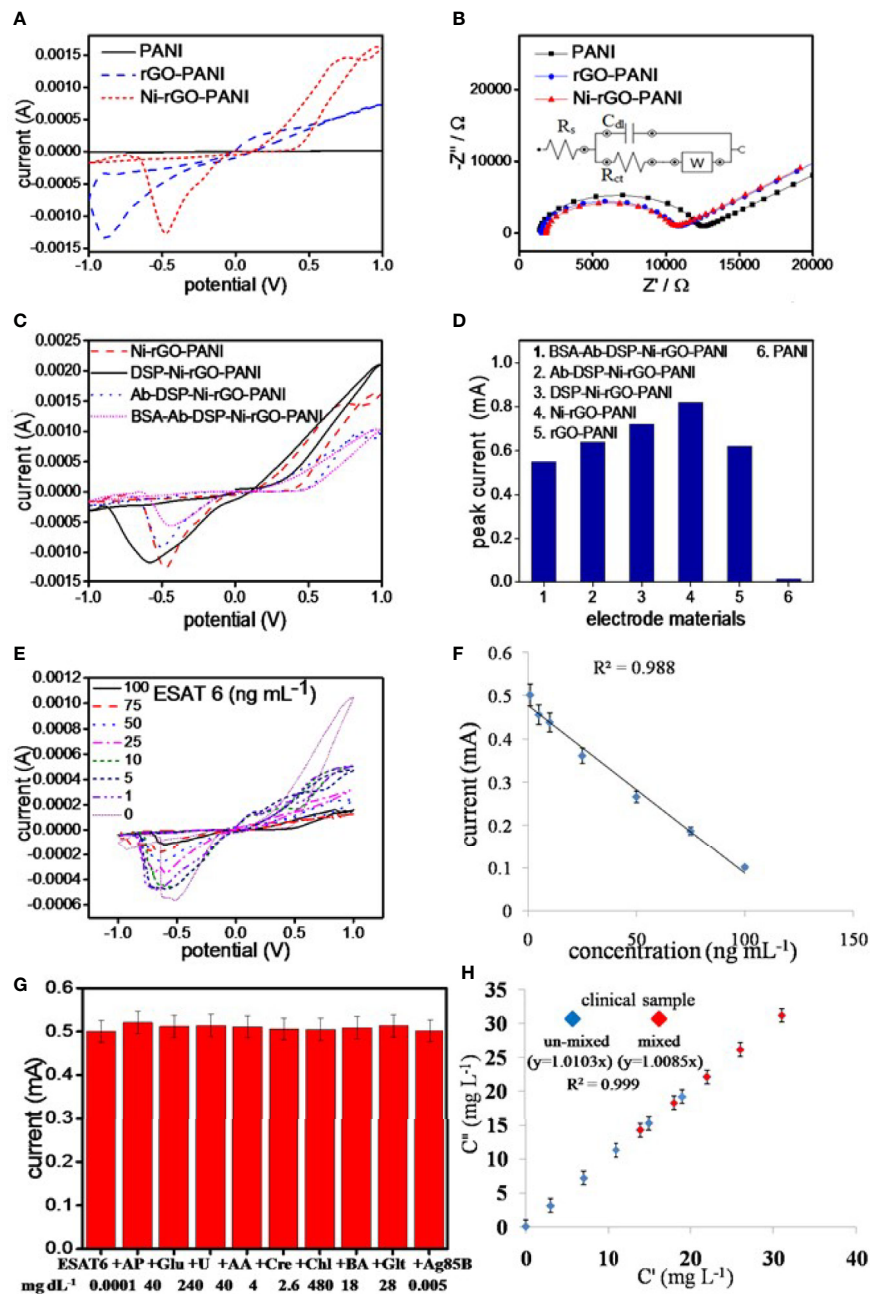 A
0.0015
0.0010
0.0005
0.0000
-0.0005
-0.0010
-0.0015
current (A)
PANI
rGO-PANI
Ni-rGO-PANI
-1.0 -0.5 0.0 0.5 1.0
potential (V)
B
20000
10000
0
-Z'' / Ω
PANI
rGO-PANI
Ni-rGO-PANI
Rs
Cdl
Rct
W
0 5000 10000 15000 20000
Z' / Ω
C
0.0025
0.0020
0.0015
0.0010
0.0005
0.0000
-0.0005
-0.0010
-0.0015
current (A)
Ni-rGO-PANI
DSP-Ni-rGO-PANI
Ab-DSP-Ni-rGO-PANI
BSA-Ab-DSP-Ni-rGO-PANI
-1.0 -0.5 0.0 0.5 1.0
potential (V)
D
1. BSA-Ab-DSP-Ni-rGO-PANI 6. PANI
2. Ab-DSP-Ni-rGO-PANI
3. DSP-Ni-rGO-PANI
4. Ni-rGO-PANI
5. rGO-PANI
1.0
0.8
0.6
0.4
0.2
0.0
peak current (mA)
1 2 3 4 5 6
electrode materials
E
0.0012
0.0010
0.0008
0.0006
0.0004
0.0002
0.0000
-0.0002
-0.0004
-0.0006
current (A)
ESAT 6 (ng mL⁻¹)
100
75
50
25
10
5
1
0
-1.0 -0.5 0.0 0.5 1.0
potential (V)
F
R² = 0.988
0.6
0.5
0.4
0.3
0.2
0.1
0
current (mA)
0 50 100 150
concentration (ng mL⁻¹)
G
0.6
0.5
0.4
0.3
0.2
0.1
0.0
current (mA)
ESAT6 +AP +Glu +U +AA +Cre +Chl +BA +Glt +Ag85B
mg dL⁻¹ 0.0001 40 240 40 4 2.6 480 18 28 0.005
H
35
30
25
20
15
10
5
0
C'' (mg L⁻¹)
clinical sample
un-mixed mixed
(y=1.0103x) (y=1.0085x)
R² = 0.999
0 10 20 30 40
C' (mg L⁻¹)